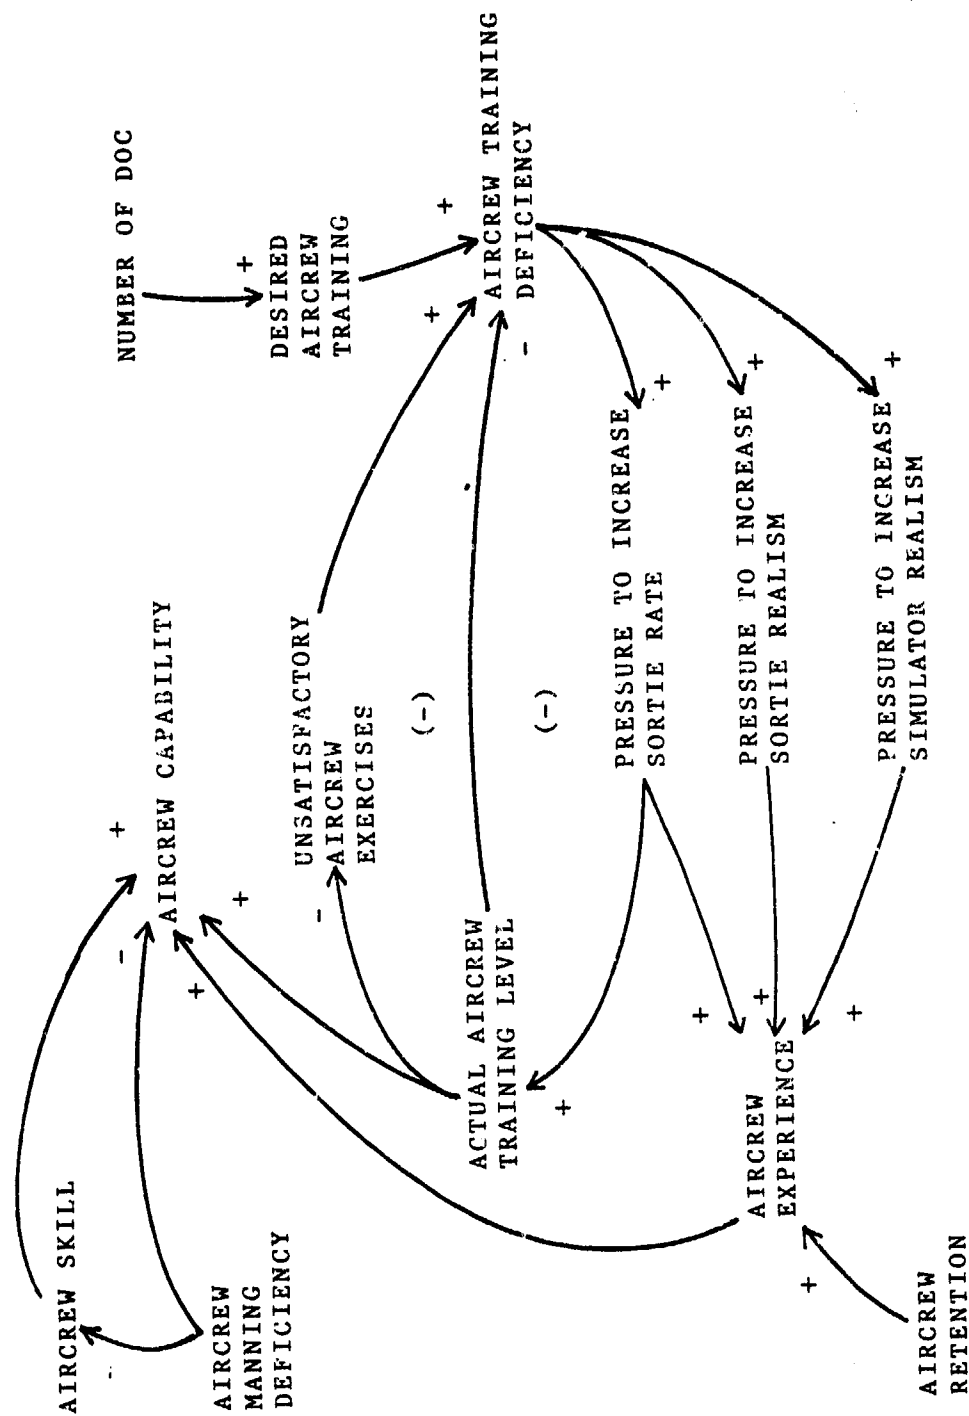 AIRCREW SKILL
-
AIRCREW
MANNING
DEFICIENCY
-
+
AIRCREW CAPABILITY
+
+
NUMBER OF DOC
+
DESIRED
AIRCREW
TRAINING
+
UNSATISFACTORY
AIRCREW
EXERCISES
-
+
(-)
AIRCREW TRAINING
DEFICIENCY
-
ACTUAL AIRCREW
TRAINING LEVEL
+
(-)
PRESSURE TO INCREASE
SORTIE RATE
+
PRESSURE TO INCREASE
SORTIE REALISM
+
PRESSURE TO INCREASE
SIMULATOR REALISM
+
AIRCREW
EXPERIENCE
+
+
+
+
AIRCREW
RETENTION